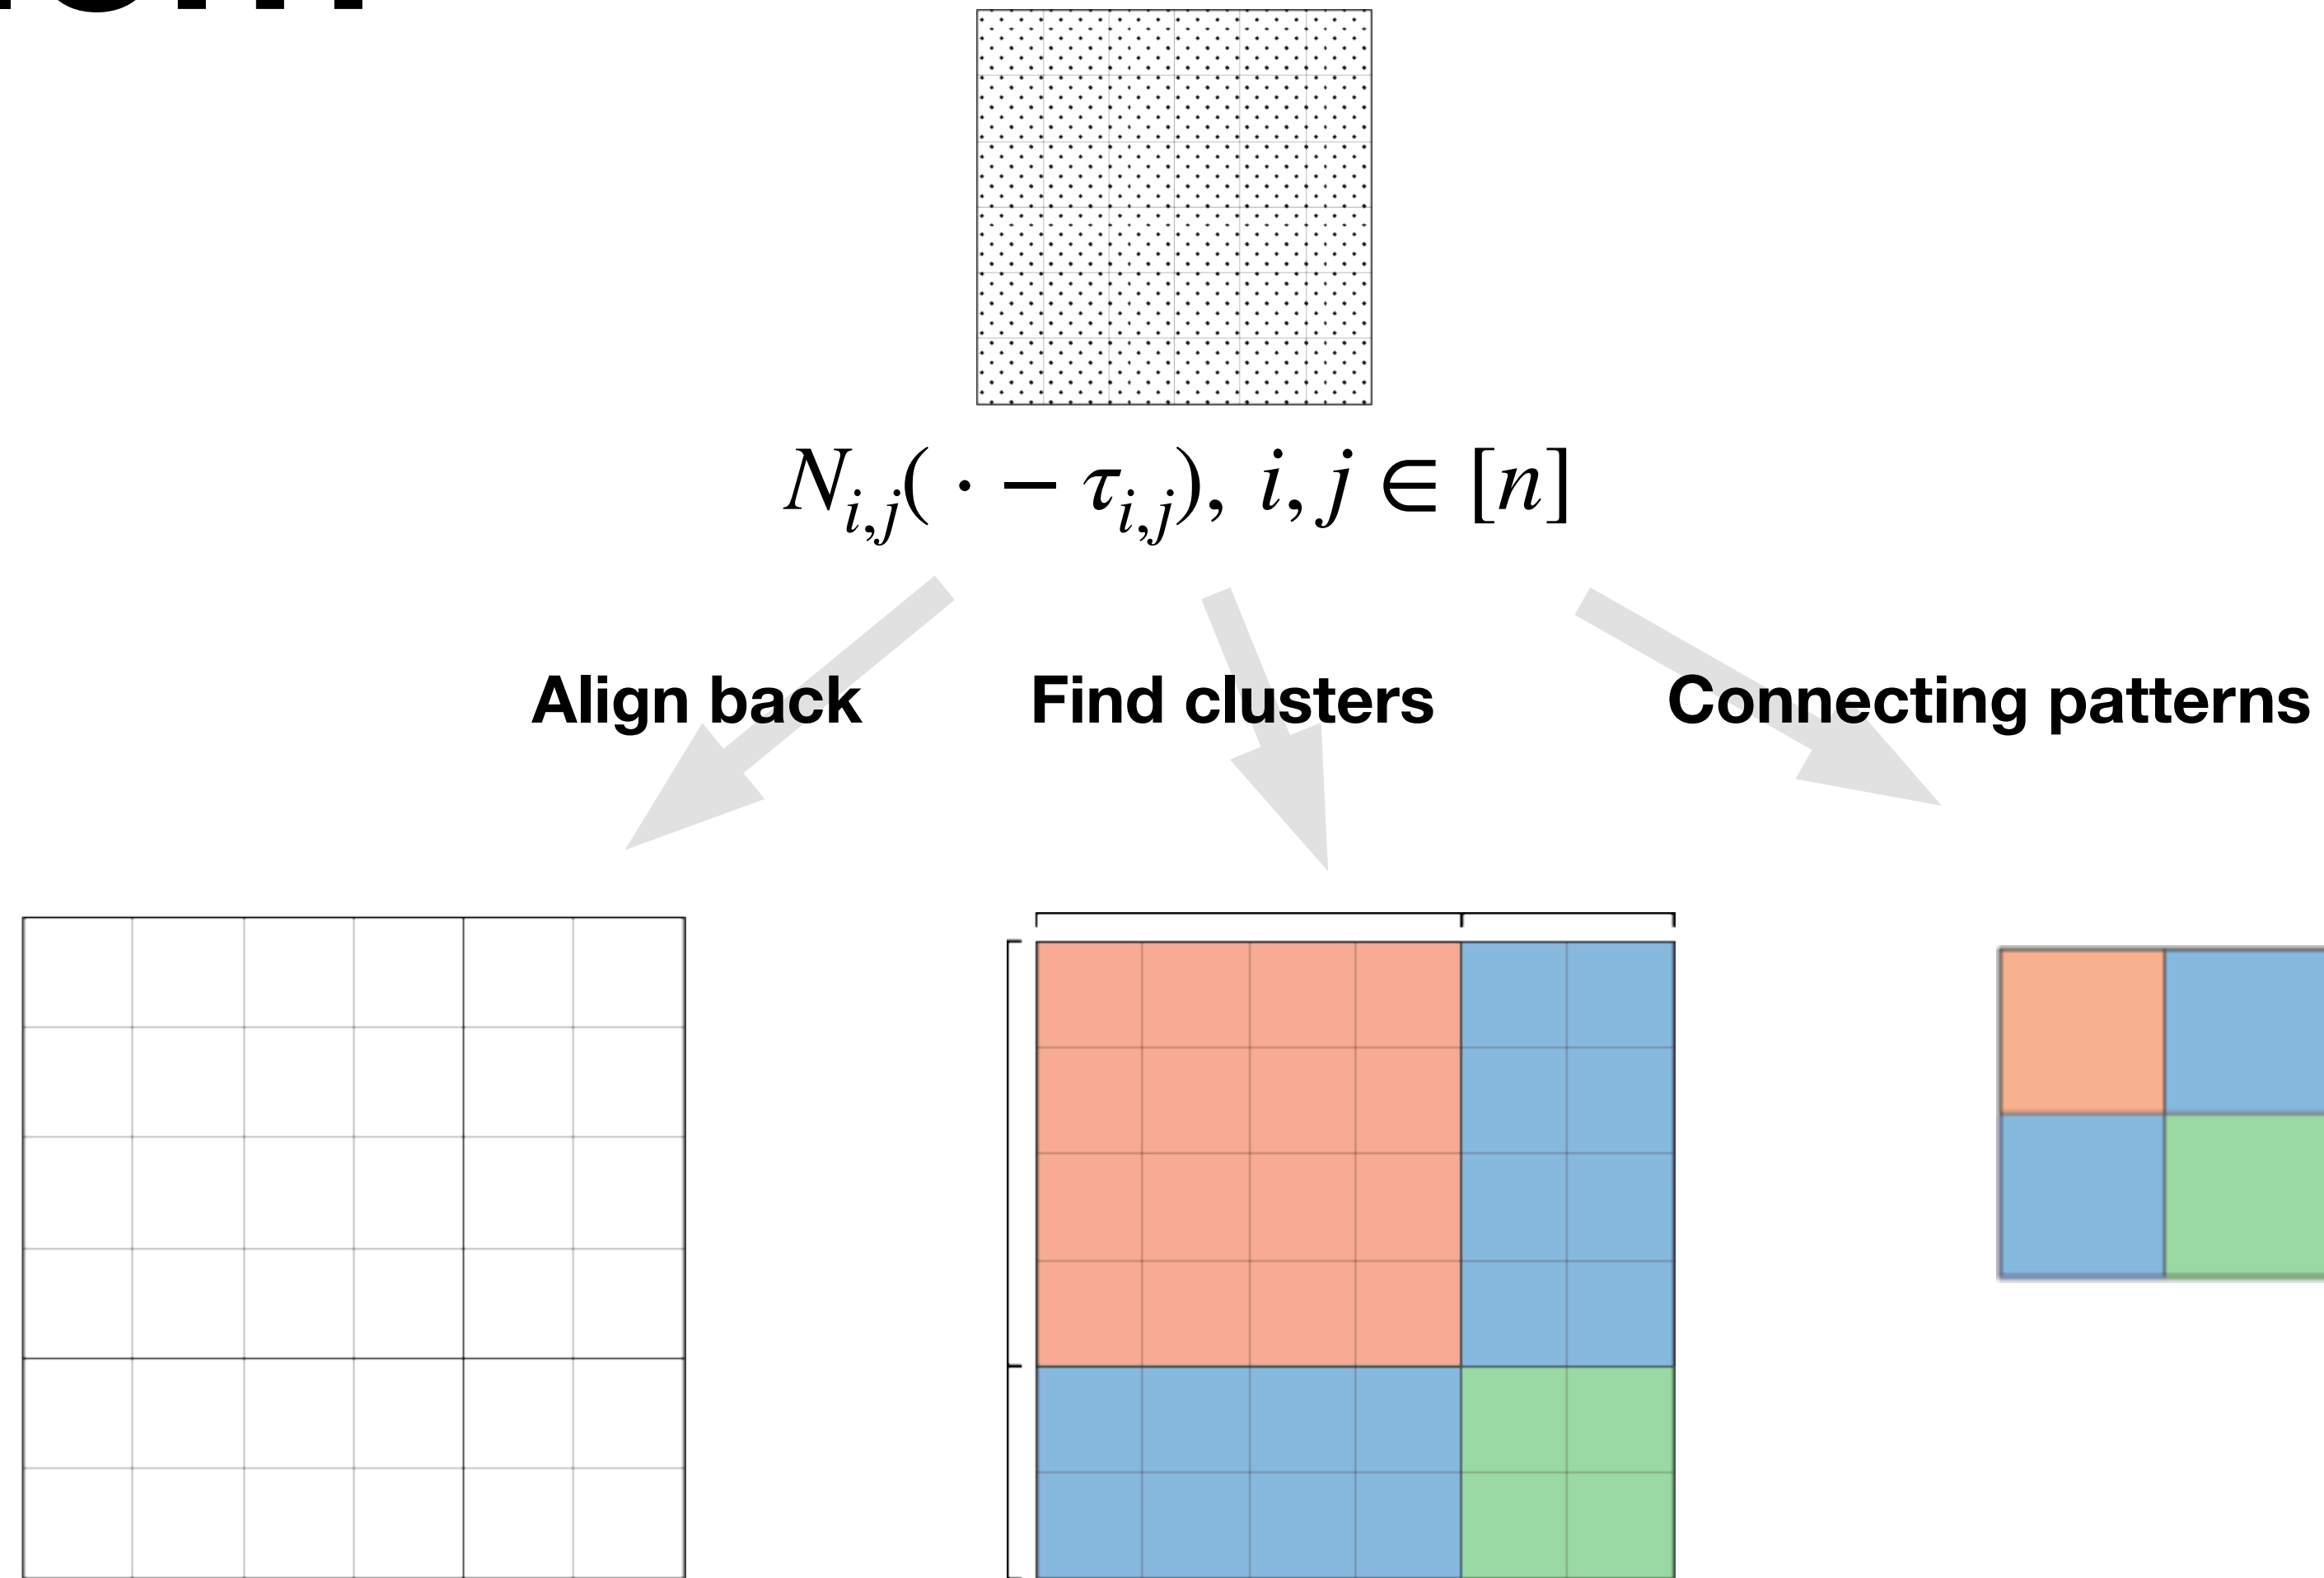 N_{i,j}( · − τ_{i,j}), i, j ∈ [n]
Align back
Find clusters
Connecting patterns